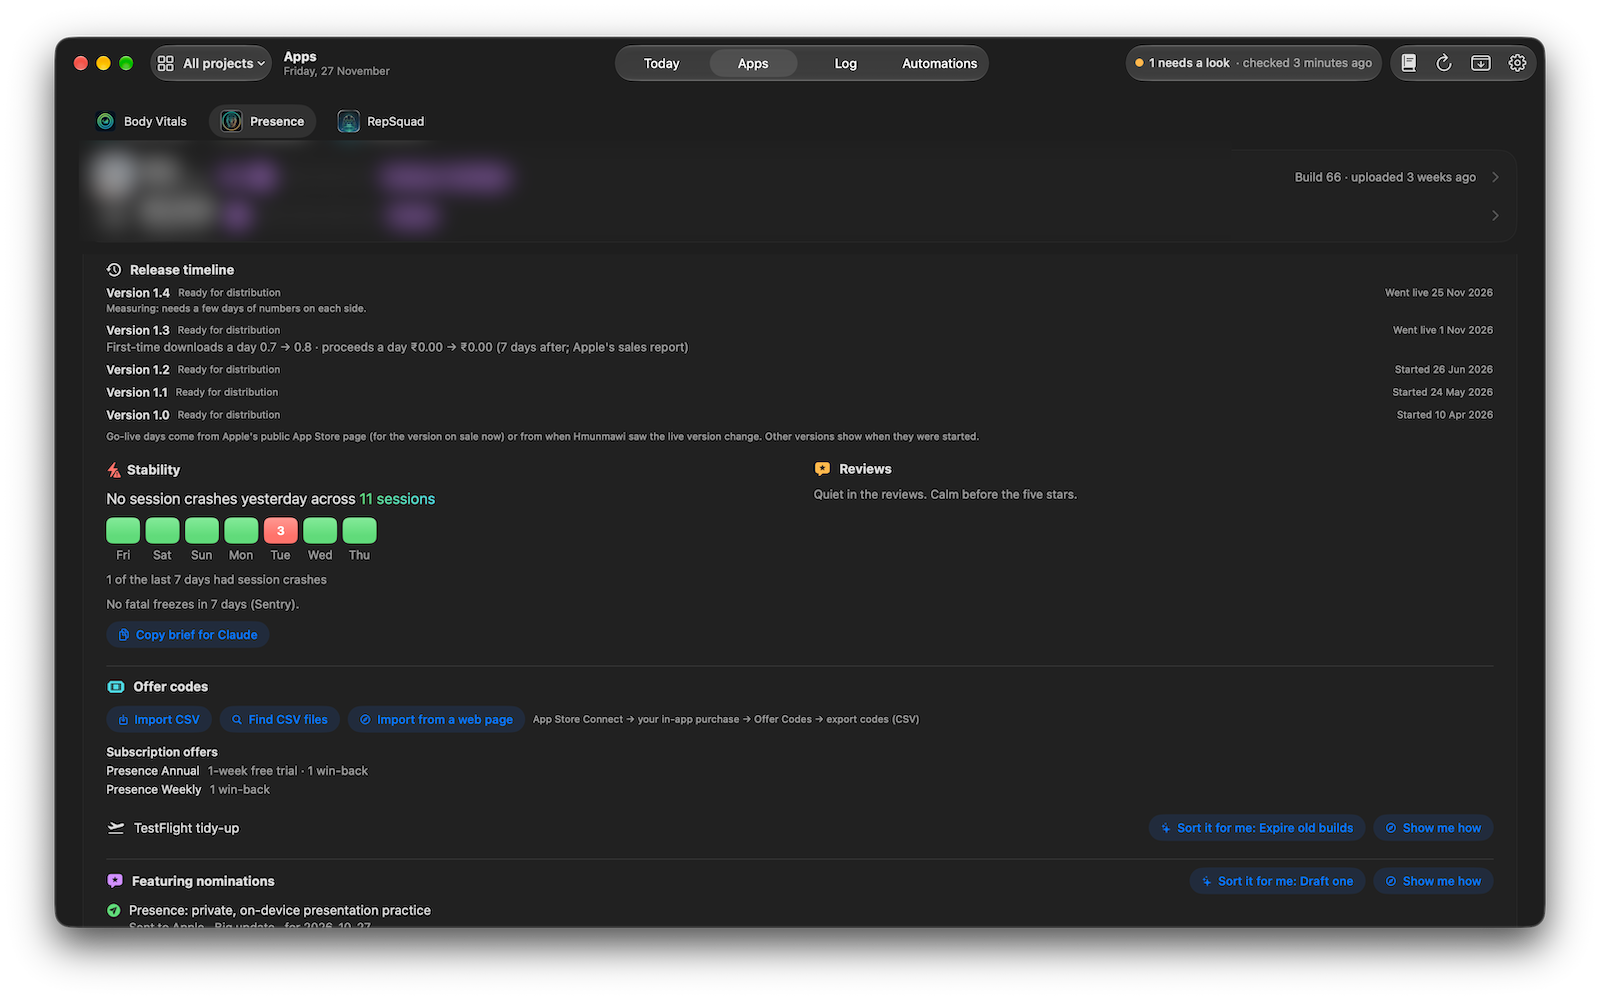 All projects
Apps
Friday, 27 November
Today
Apps
Log
Automations
1 needs a look · checked 3 minutes ago
Body Vitals
Presence
RepSquad
Build 66 · uploaded 3 weeks ago
Release timeline
Version 1.4 Ready for distribution
Went live 25 Nov 2026
Measuring: needs a few days of numbers on each side.
Version 1.3 Ready for distribution
Went live 1 Nov 2026
First-time downloads a day 0.7 → 0.8 · proceeds a day ₹0.00 → ₹0.00 (7 days after; Apple's sales report)
Version 1.2 Ready for distribution
Started 26 Jun 2026
Version 1.1 Ready for distribution
Started 24 May 2026
Version 1.0 Ready for distribution
Started 10 Apr 2026
Go-live days come from Apple's public App Store page (for the version on sale now) or from when Hmunmawi saw the live version change. Other versions show when they were started.
Stability
No session crashes yesterday across 11 sessions
3
Fri Sat Sun Mon Tue Wed Thu
1 of the last 7 days had session crashes
No fatal freezes in 7 days (Sentry).
Copy brief for Claude
Reviews
Quiet in the reviews. Calm before the five stars.
Offer codes
Import CSV
Find CSV files
Import from a web page
App Store Connect → your in-app purchase → Offer Codes → export codes (CSV)
Subscription offers
Presence Annual 1-week free trial · 1 win-back
Presence Weekly 1 win-back
TestFlight tidy-up
Sort it for me: Expire old builds
Show me how
Featuring nominations
Sort it for me: Draft one
Show me how
Presence: private, on-device presentation practice
Sent to Apple · Big update · for 2026-10-27